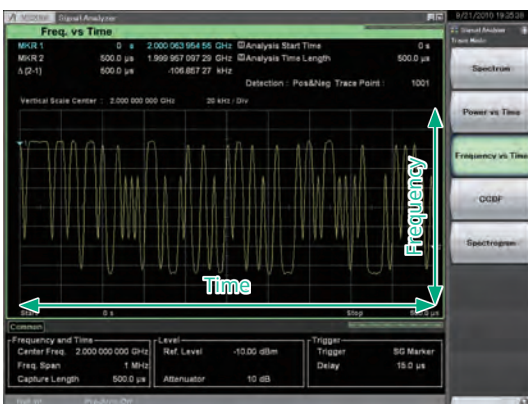 Signal Analyzer
9/21/2010 19:25:38
Freq. vs Time
MKR 1 0 s 2.000 063 954 55 GHz Analysis Start Time 0 s
MKR 2 500.0 µs 1.999 957 097 29 GHz Analysis Time Length 500.0 µs
Δ (2-1) 500.0 µs -106.857 27 kHz
Detection : Pos&Neg Trace Point : 1001
Vertical Scale Center : 2.000 000 000 GHz 20 kHz / Div
1
2
Frequency
Time
Start 0 s Stop 500.0 µs
Common
Frequency and Time
Center Freq. 2.000 000 000 GHz
Freq. Span 1 MHz
Capture Length 500.0 µs
Level
Ref. Level -10.00 dBm
Attenuator 10 dB
Trigger
Trigger SG Marker
Delay 15.0 µs
Signal Analyzer
Trace Mode
Spectrum
Power vs Time
Frequency vs Time
CCDF
Spectrogram